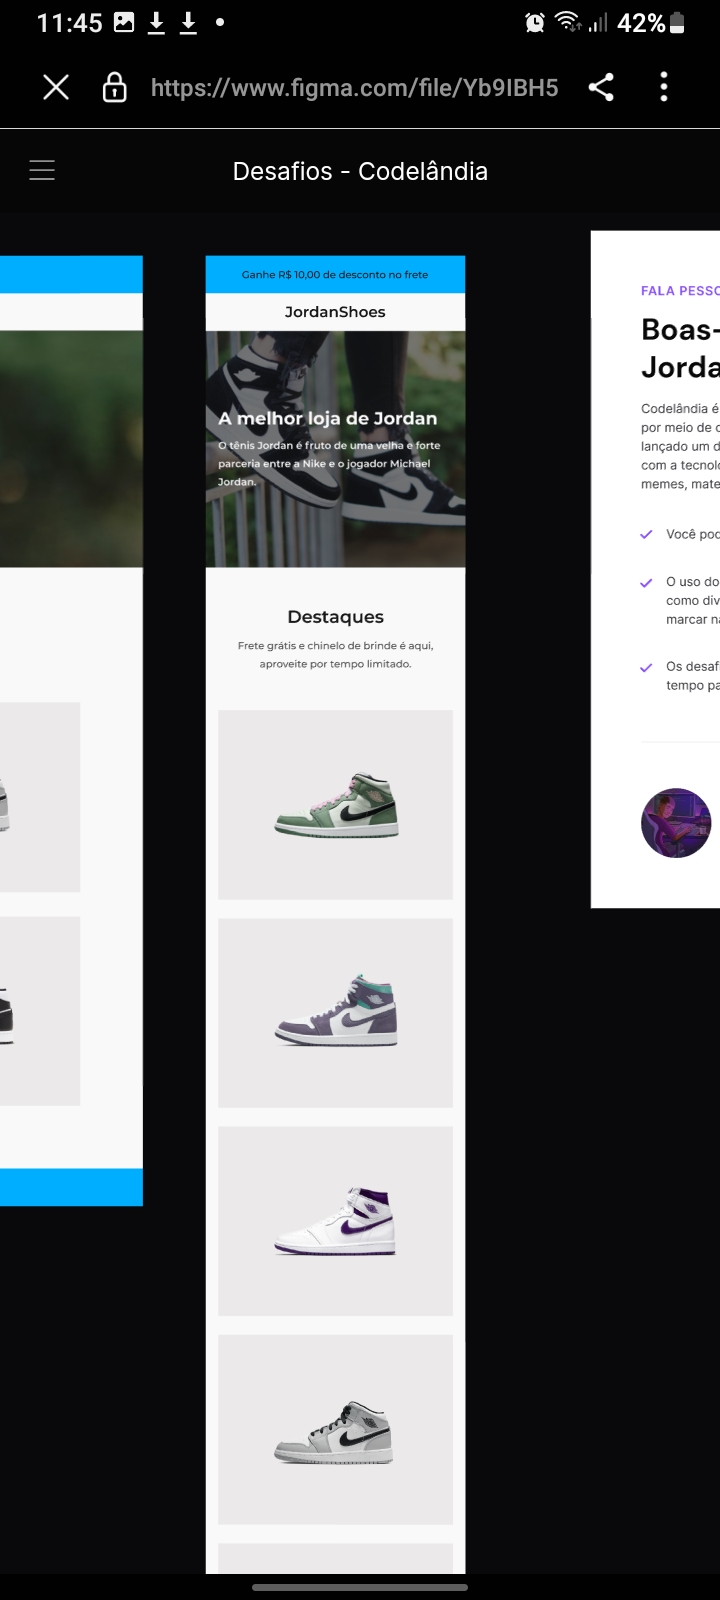 11:45
42%
https://www.figma.com/file/Yb9IBH5
Desafios - Codelândia
Ganhe R$ 10,00 de desconto no frete
JordanShoes
A melhor loja de Jordan
O tênis Jordan é fruto de uma velha e forte
parceria entre a Nike e o jogador Michael
Jordan.
Destaques
Frete grátis e chinelo de brinde é aqui,
aproveite por tempo limitado.
FALA PESSO
Boas-
Jorda
Codelândia é
por meio de
lançado um d
com a tecnolo
memes, mate
Você pod
O uso do
como div
marcar na
Os desaf
tempo pa